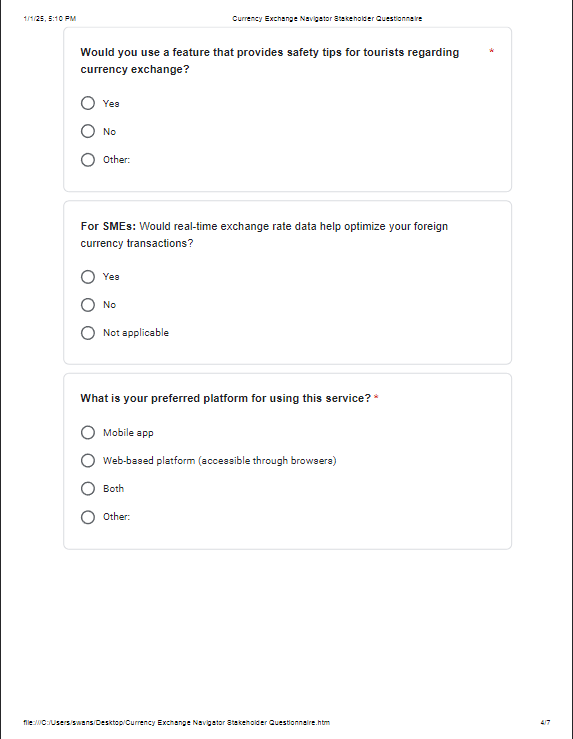 1/1/25, 5:10 PM Currency Exchange Navigator Stakeholder Questionnaire
Would you use a feature that provides safety tips for tourists regarding *
currency exchange?
Yes
No
Other:
For SMEs: Would real-time exchange rate data help optimize your foreign
currency transactions?
Yes
No
Not applicable
What is your preferred platform for using this service? *
Mobile app
Web-based platform (accessible through browsers)
Both
Other:
file:///C:/Users/swans/Desktop/Currency Exchange Navigator Stakeholder Questionnaire.htm 4/7